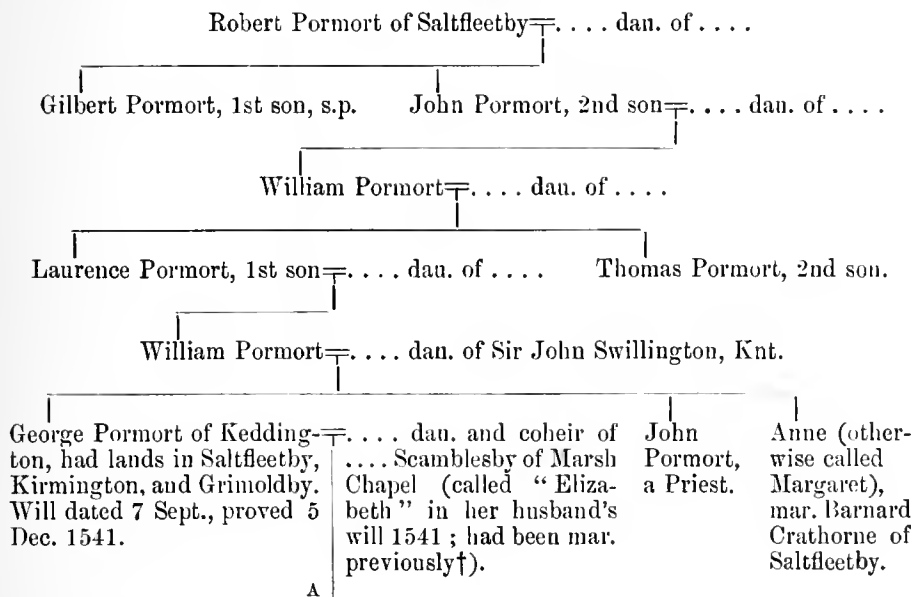 Robert Pormort of Saltfleetby=. . . . dau. of . . . .
Gilbert Pormort, 1st son, s.p.
John Pormort, 2nd son=. . . . dau. of . . . .
William Pormort=. . . . dau. of . . . .
Laurence Pormort, 1st son=. . . . dau. of . . . .
Thomas Pormort, 2nd son.
William Pormort=. . . . dau. of Sir John Swillington, Knt.
George Pormort of Kedding-=
ton, had lands in Saltfleetby,
Kirmington, and Grimoldby.
Will dated 7 Sept., proved 5
Dec. 1541.
. . . . dau. and coheir of
. . . . Scamblesby of Marsh
Chapel (called “ Eliza-
beth ” in her husband's
will 1541 ; had been mar.
previously†).
John
Pormort,
a Priest.
Anne (other-
wise called
Margaret),
mar. Barnard
Crathorne of
Saltfleetby.
A